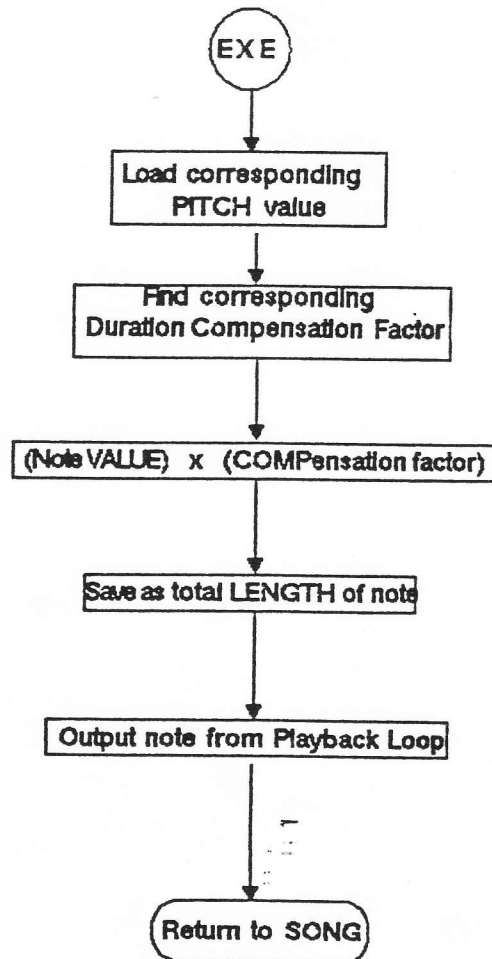 EXE
Load corresponding
PITCH value
Find corresponding
Duration Compensation Factor
(Note VALUE) x (COMPensation factor)
Save as total LENGTH of note
Output note from Playback Loop
Return to SONG